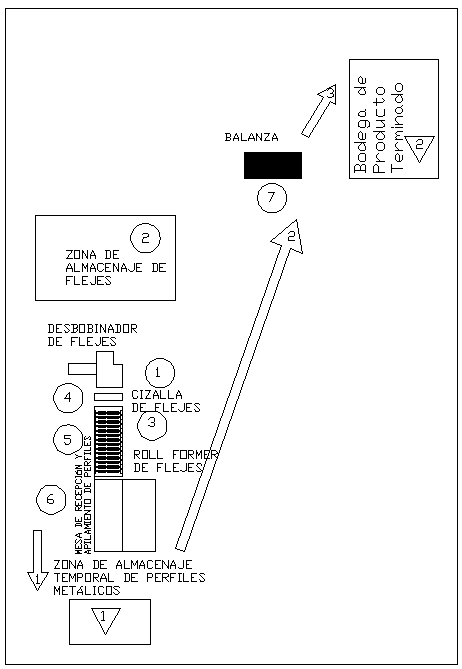 3
Bodega de
Producto
Terminado
2
BALANZA
7
2
2
ZONA DE
ALMACENAJE DE
FLEJES
DESBOBINADOR
DE FLEJES
1
4
CIZALLA
DE FLEJES
3
5
ROLL FORMER
DE FLEJES
MESA DE RECEPCIÓN Y
APILAMIENTO DE PERFILES
6
1
ZONA DE ALMACENAJE
TEMPORAL DE PERFILES
METÁLICOS
1